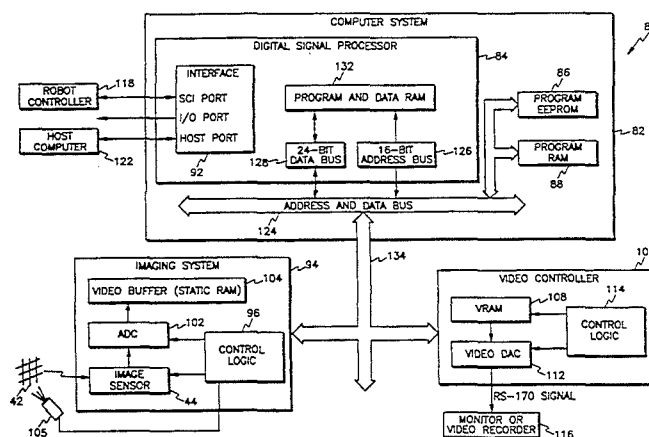 COMPUTER SYSTEM
8
DIGITAL SIGNAL PROCESSOR
84
INTERFACE
132
ROBOT
CONTROLLER
118
SCI PORT
I/O PORT
HOST PORT
PROGRAM AND DATA RAM
86
PROGRAM
EEPROM
82
HOST
COMPUTER
122
92
128
24-BIT
DATA BUS
16-BIT
ADDRESS BUS
126
PROGRAM
RAM
88
ADDRESS AND DATA BUS
124
134
IMAGING SYSTEM
94
VIDEO BUFFER (STATIC RAM)
104
ADC
102
96
CONTROL
LOGIC
IMAGE
SENSOR
44
42
105
VIDEO CONTROLLER
10
VRAM
108
114
CONTROL
LOGIC
VIDEO DAC
112
RS-170 SIGNAL
MONITOR OR
VIDEO RECORDER
116